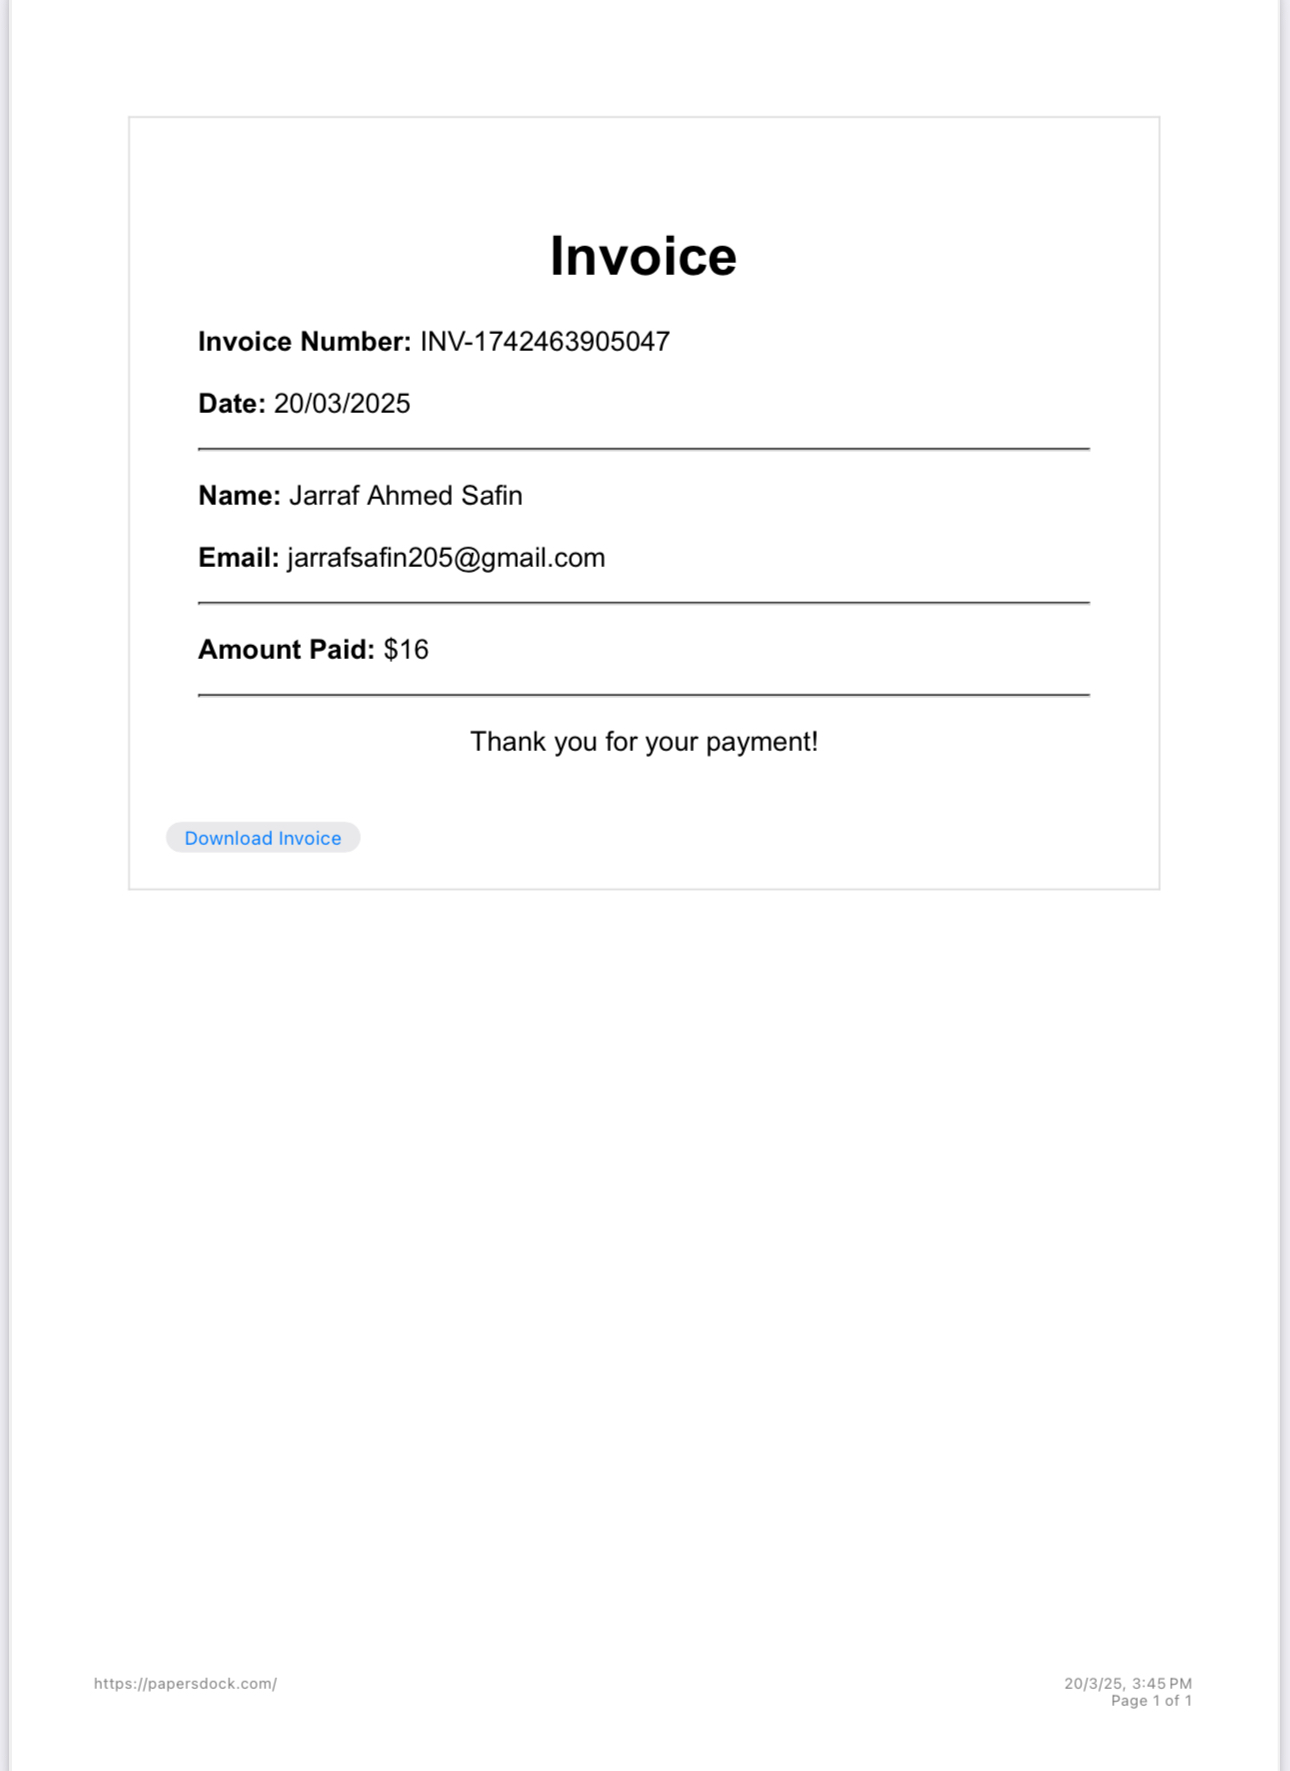 Invoice
Invoice Number: INV-1742463905047
Date: 20/03/2025
Name: Jarraf Ahmed Safin
Email: jarrafsafin205@gmail.com
Amount Paid: $16
Thank you for your payment!
Download Invoice
https://papersdock.com/
20/3/25, 3:45 PM
Page 1 of 1